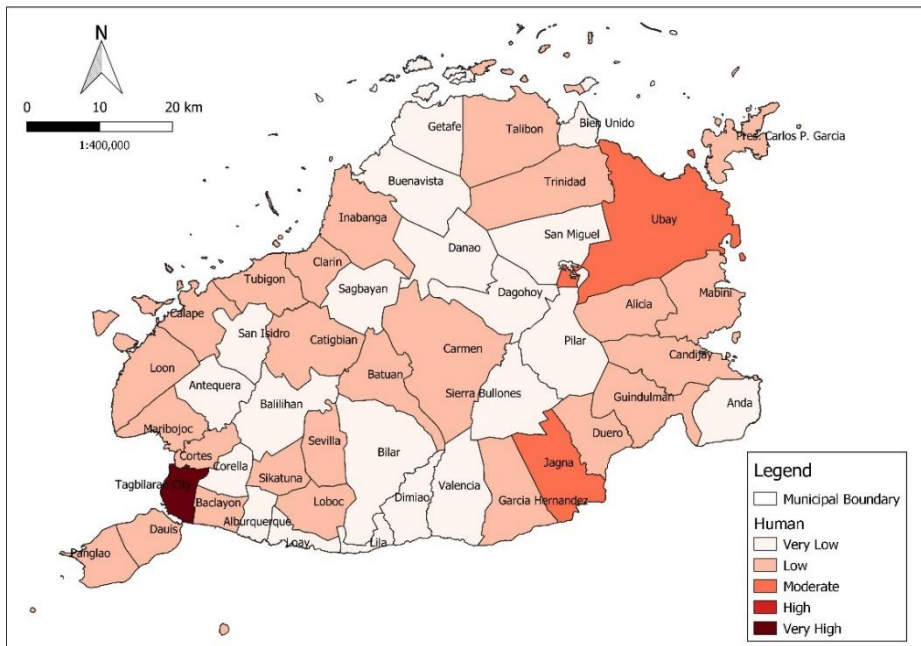 N
0 10 20 km
1:400,000
Getafe
Talibon
Bien Unido
Pres. Carlos P. Garcia
Buenavista
Trinidad
Inabanga
Ubay
San Miguel
Danao
Clarin
Tubigon
Sagbayan
Dagohoy
Mabini
Alicia
Calape
San Isidro
Catigbian
Carmen
Pilar
Candijay
Loon
Batuan
Antequera
Sierra Bullones
Guindulman
Anda
Balilihan
Maribojoc
Duero
Sevilla
Bilar
Cortes
Corella
Jagna
Tagbilaran City
Sikatuna
Dimiao
Valencia
Baclayon
Loboc
Garcia Hernandez
Alburquerque
Dauis
Loay
Lila
Panglao
Legend
Municipal Boundary
Human
Very Low
Low
Moderate
High
Very High